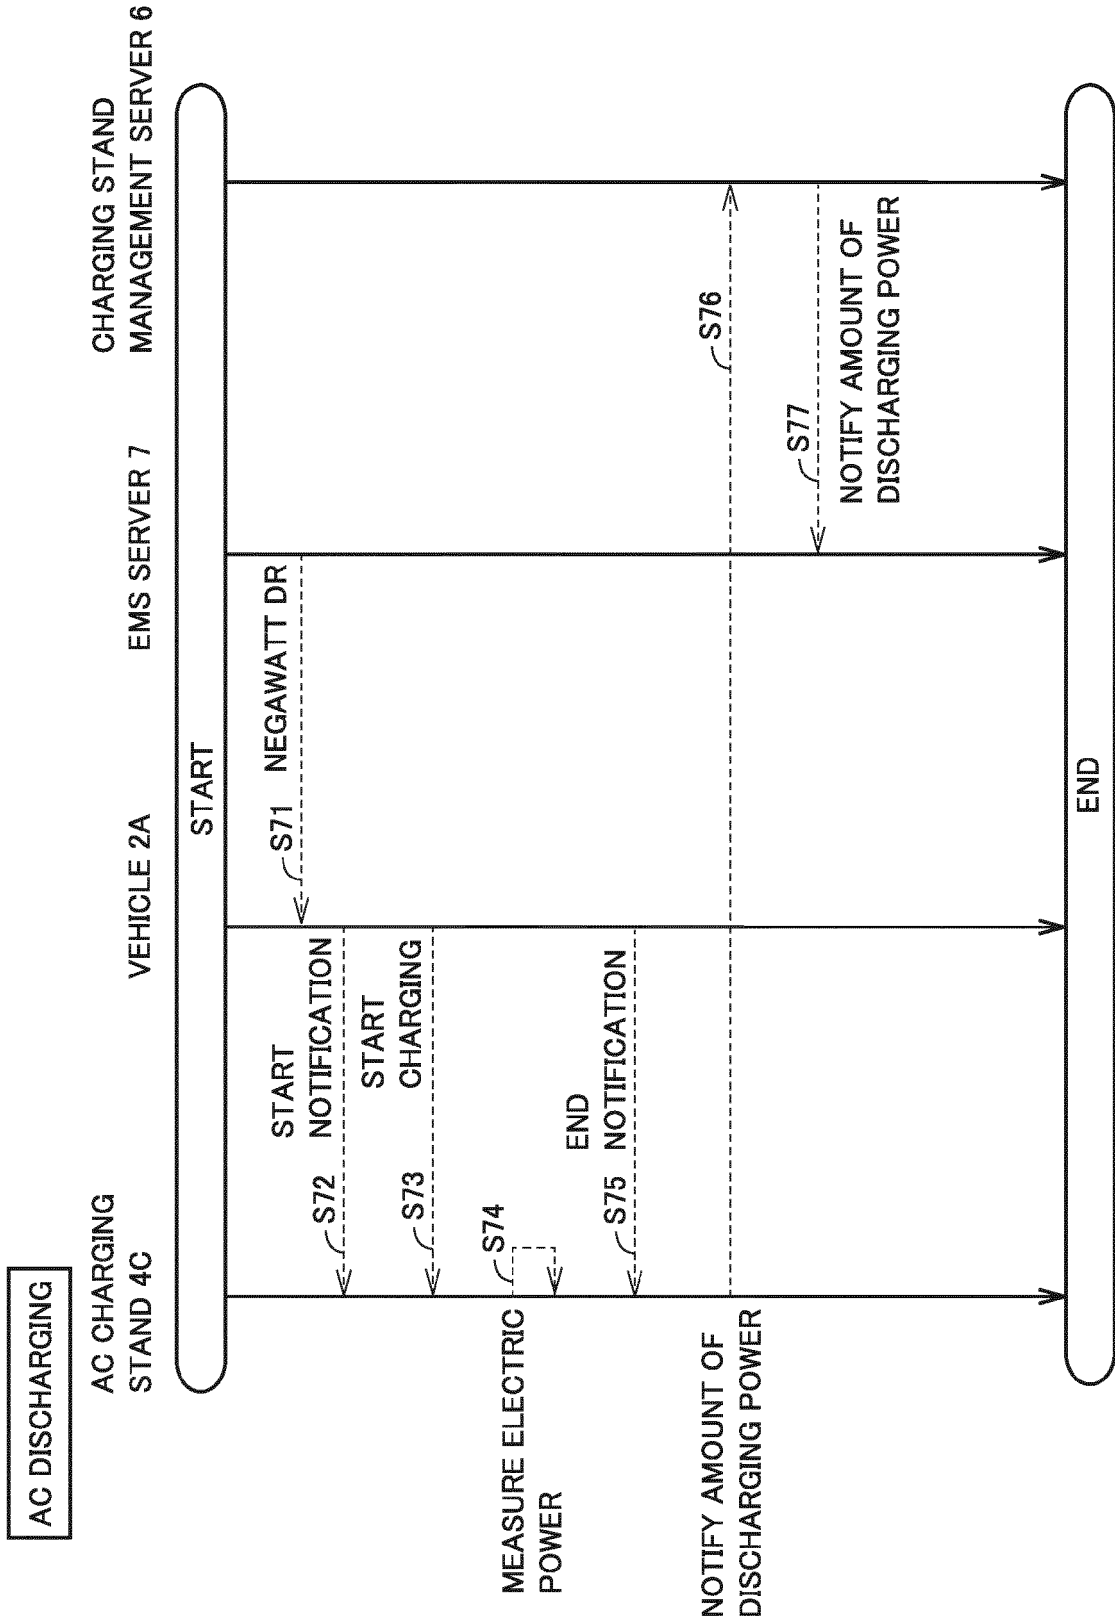 AC DISCHARGING
AC CHARGING
STAND 4C
VEHICLE 2A
EMS SERVER 7
CHARGING STAND
MANAGEMENT SERVER 6
START
S71 NEGAWATT DR
START
S72 NOTIFICATION
START
S73 CHARGING
S74
MEASURE ELECTRIC
POWER
END
S75 NOTIFICATION
S76
NOTIFY AMOUNT OF
DISCHARGING POWER
S77
NOTIFY AMOUNT OF
DISCHARGING POWER
END